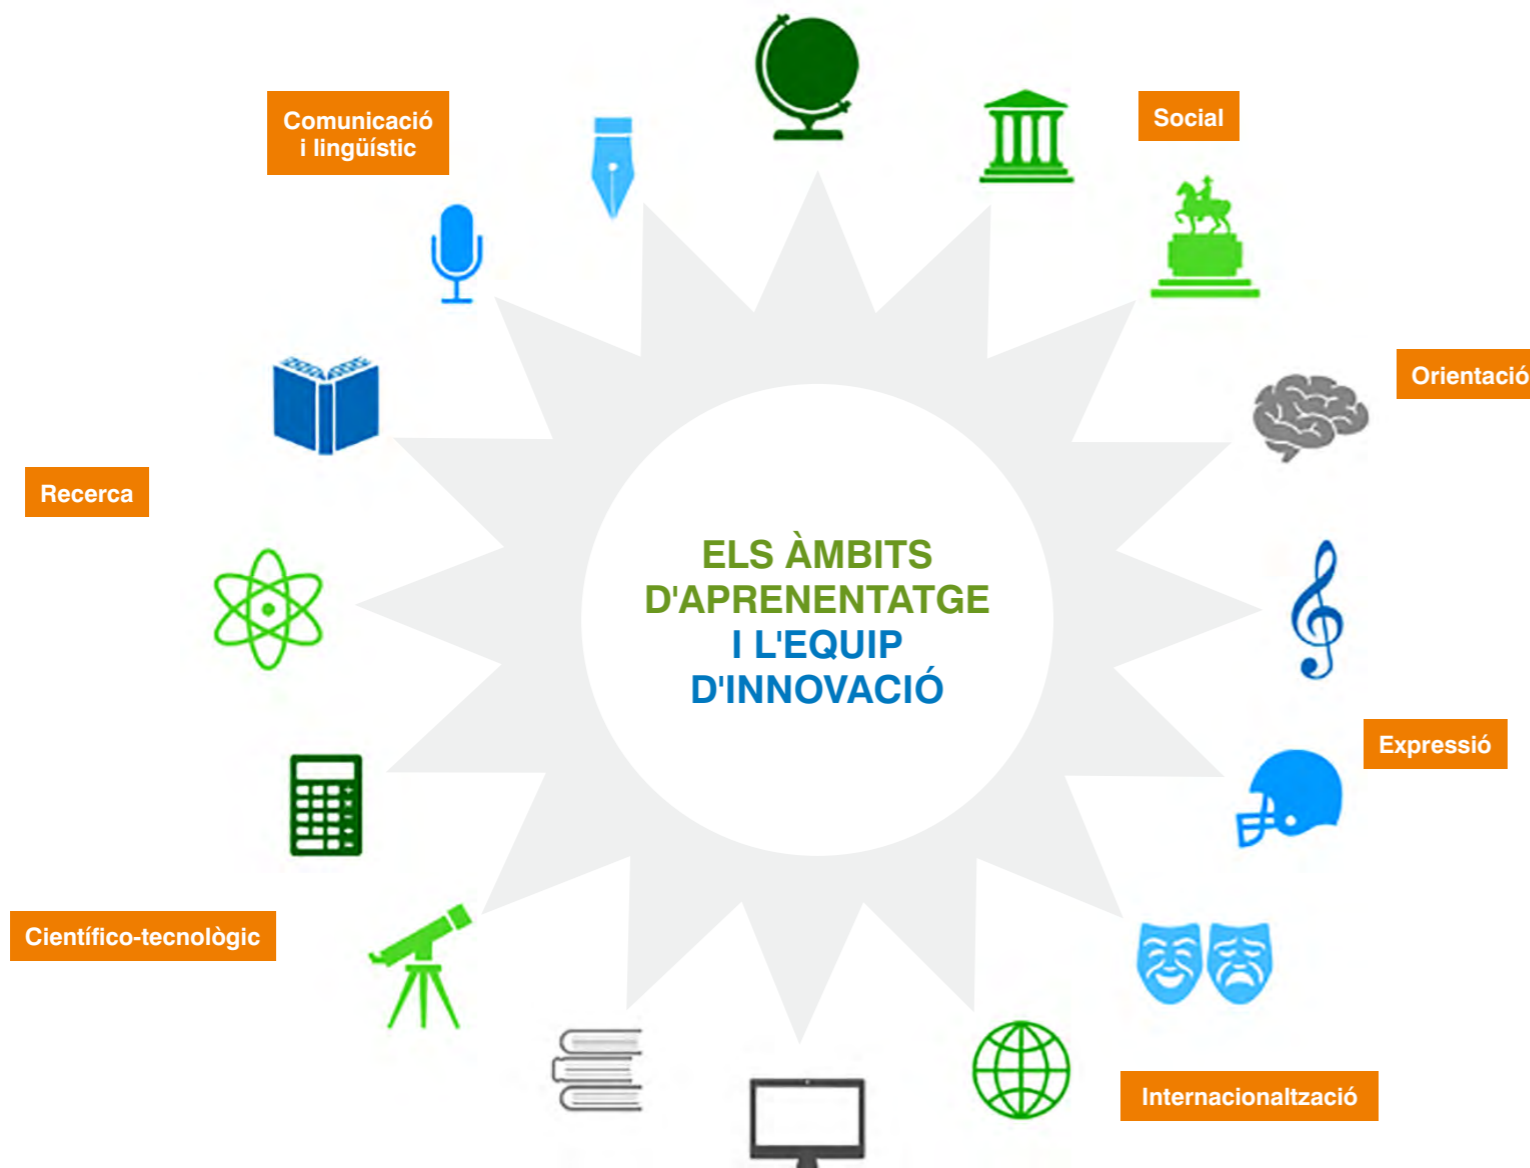 Comunicació
i lingüístic
Social
Orientació
Recerca
ELS ÀMBITS
D'APRENENTATGE
I L'EQUIP
D'INNOVACIÓ
Expressió
Científico-tecnològic
Internacionaltzació